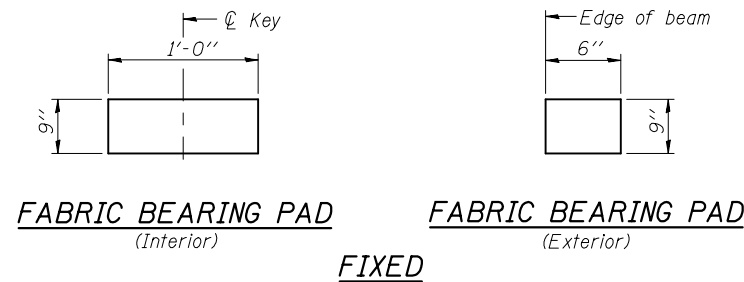 ℄ Key
1'-0"
9"
FABRIC BEARING PAD
(Interior)
Edge of beam
6"
9"
FABRIC BEARING PAD
(Exterior)
FIXED